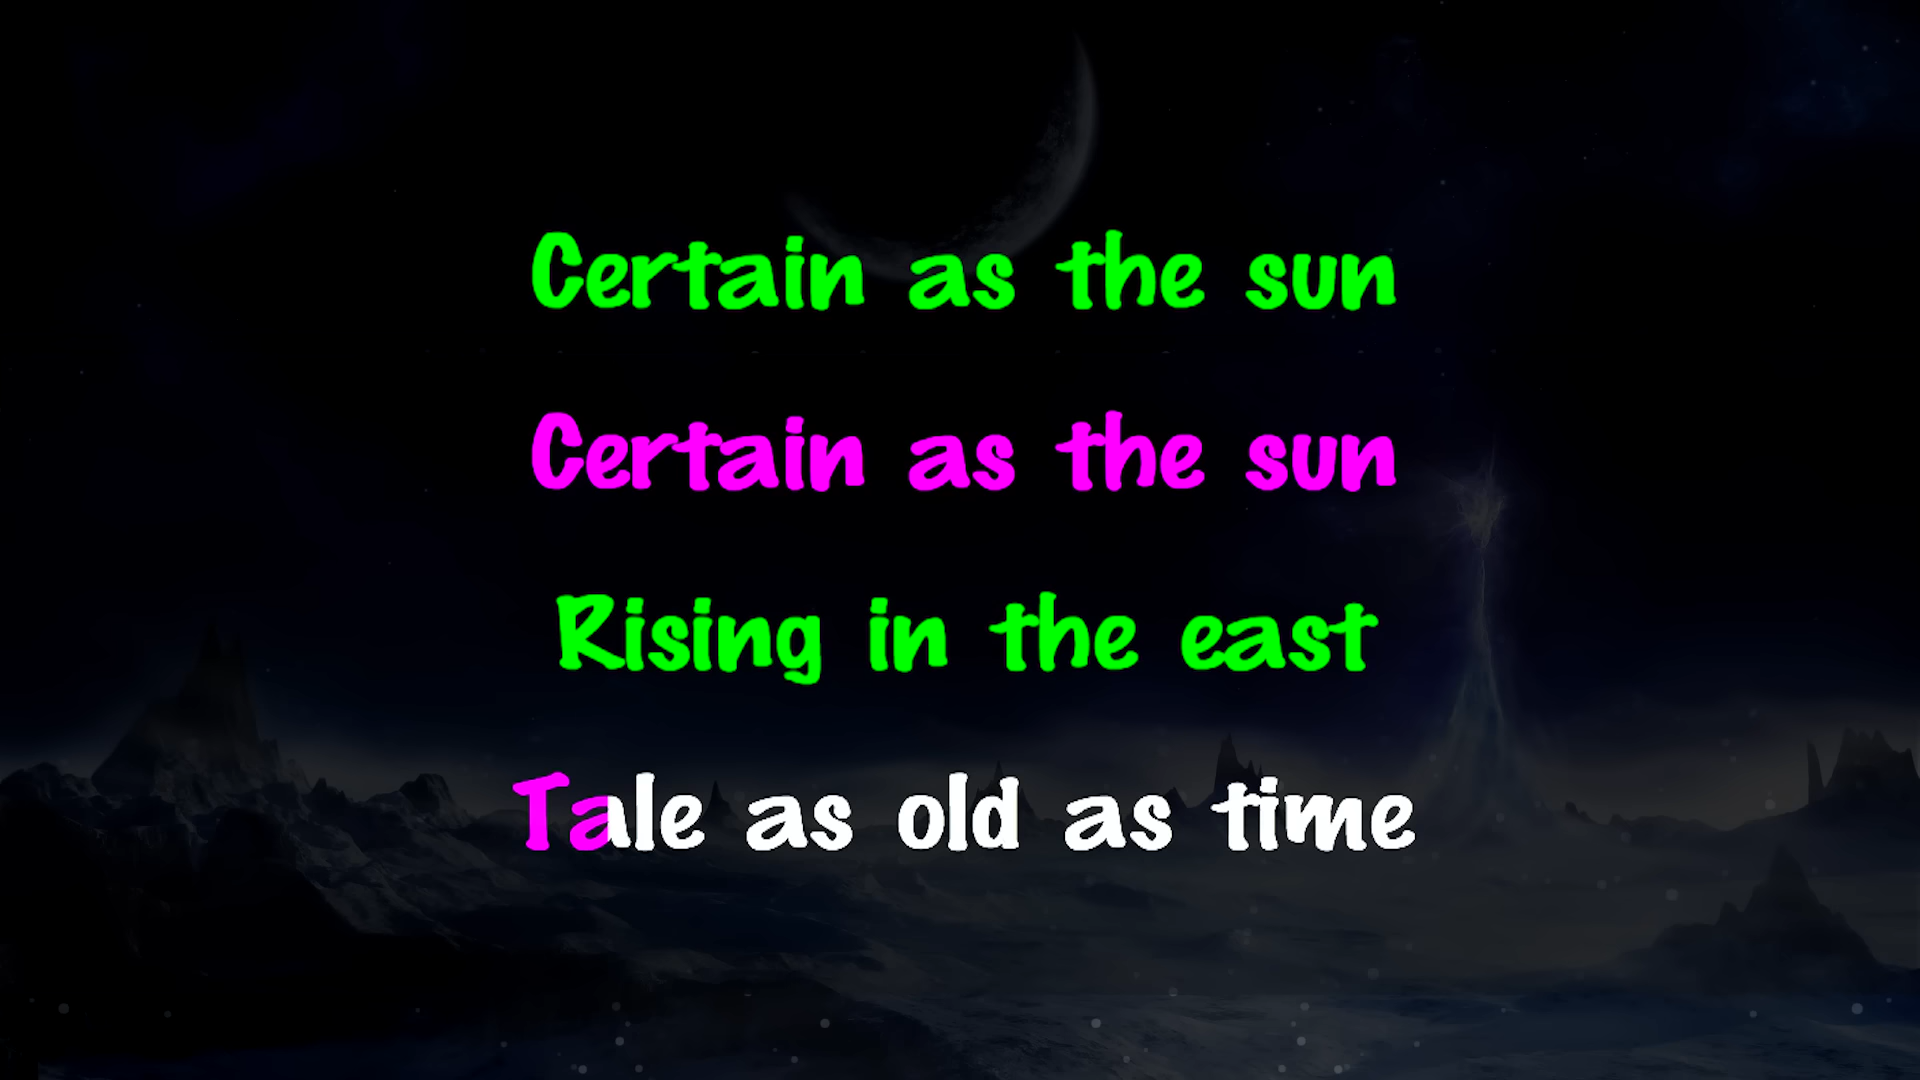 Certain as the sun
Certain as the sun
Rising in the east
Tale as old as time